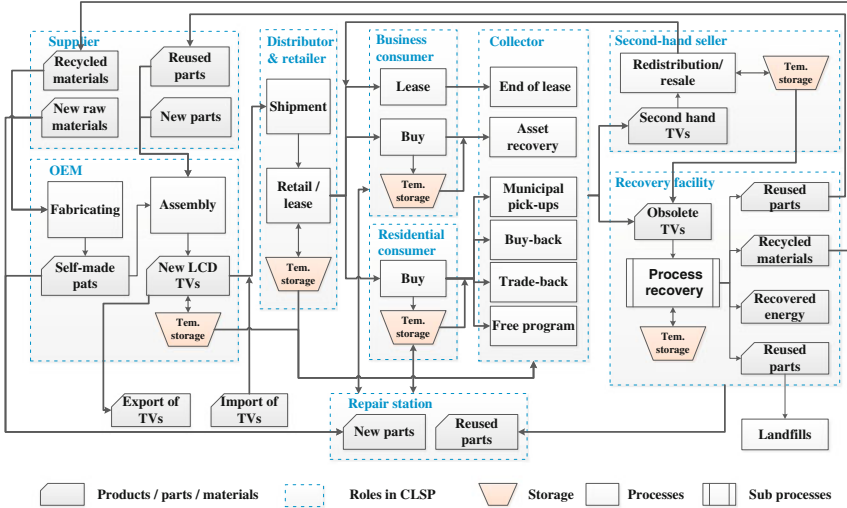 Supplier
Recycled
materials
New raw
materials
Reused
parts
New parts
OEM
Fabricating
Assembly
Self-made
pats
New LCD
TVs
Tem.
storage
Export of
TVs
Import of
TVs
Distributor
& retailer
Shipment
Retail /
lease
Tem.
storage
Business
consumer
Lease
Buy
Tem.
storage
Residential
consumer
Buy
Tem.
storage
Collector
End of lease
Asset
recovery
Municipal
pick-ups
Buy-back
Trade-back
Free program
Repair station
New parts
Reused
parts
Second-hand seller
Redistribution/
resale
Tem.
storage
Second hand
TVs
Recovery facility
Obsolete
TVs
Process
recovery
Tem.
storage
Reused
parts
Recycled
materials
Recovered
energy
Reused
parts
Landfills
Products / parts / materials
Roles in CLSP
Storage
Processes
Sub processes